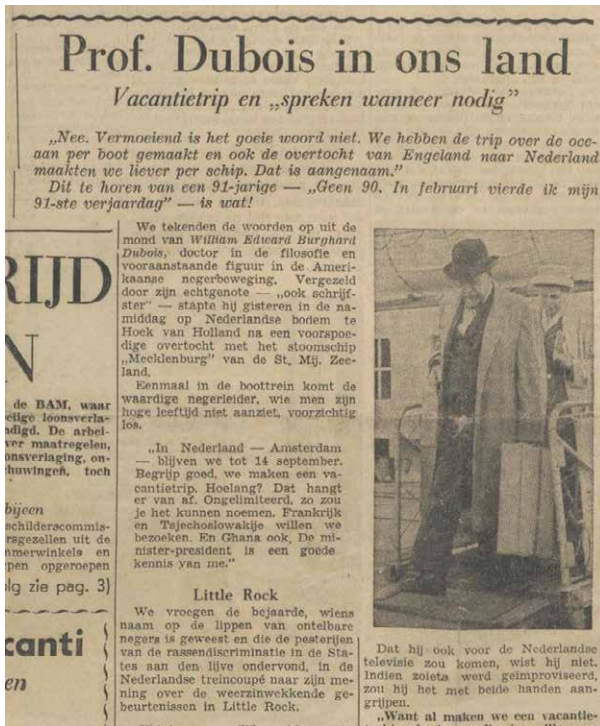 Prof. Dubois in ons land
Vacantietrip en „spreken wanneer nodig”
„Nee. Vermoeiend is het goeie woord niet. We hebben de trip over de oce-
aan per boot gemaakt en ook de overtocht van Engeland naar Nederland
maakten we liever per schip. Dat is aangenaam.”
Dit te horen van een 91-jarige — „Geen 90. In februari vierde ik mijn
91-ste verjaardag” — is wat!
RIJD
N
de BAM, waar
elige loonsverla-
ndigd. De arbei-
ver maatregelen,
onsverlaging, on-
chuwingen, toch
bijeen
schilderscommis-
rsgezellen uit de
merwinkels en
pen opgeroepen
olg zie pag. 3)
canti
en
We tekenden de woorden op uit de
mond van William Edward Burghard
Dubois, doctor in de filosofie en
vooraanstaande figuur in de Ameri-
kaanse negerbeweging. Vergezeld
door zijn echtgenote — „ook schrijf-
ster” — stapte hij gisteren in de na-
middag op Nederlandse bodem te
Hoek van Holland na een voorspoe-
dige overtocht met het stoomschip
„Mecklenburg” van de St. Mij. Zee-
land.
Eenmaal in de boottrein komt de
waardige negerleider, wie men zijn
hoge leeftijd niet aanziet, voorzichtig
los.
„In Nederland — Amsterdam
— blijven we tot 14 september.
Begrijp goed, we maken een va-
cantietrip. Hoelang? Dat hangt
er van af. Ongelimiteerd, zo zou
je het kunnen noemen. Frankrijk
en Tsjechoslowakije willen we
bezoeken. En Ghana ook. De mi-
nister-president is een goede
kennis van me.”
Little Rock
We vroegen de bejaarde, wiens
naam op de lippen van ontelbare
negers is geweest en die de pesterijen
van de rassendiscriminatie in de Sta-
tes aan den lijve ondervond, in de
Nederlandse treincoupé naar zijn me-
ning over de weerzinwekkende ge-
beurtenissen in Little Rock.
Dat hij ook voor de Nederlandse
televisie zou komen, wist hij niet.
Indien zoiets werd geïmproviseerd,
zou hij het met beide handen aan-
grijpen.
„Want al maken we een vacantie-